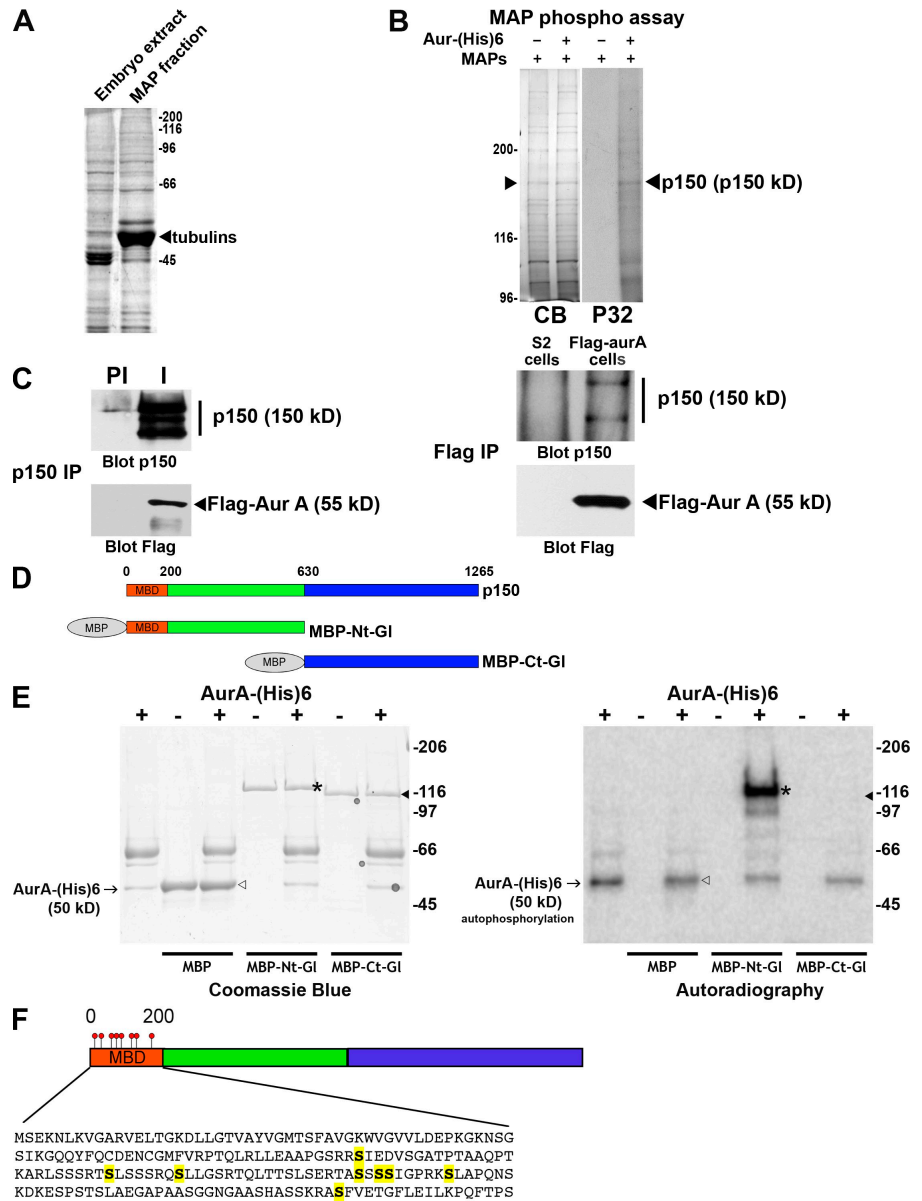 A
Embryo extract
MAP fraction
-200
-116
-96
-66
tubulins
-45
B
MAP phospho assay
Aur-(His)6 – + – +
MAPs + + + +
200-
p150 (p150 kD)
116-
96-
CB P32
S2 cells
Flag-aurA cells
p150 (150 kD)
Flag IP
Blot p150
Flag-Aur A (55 kD)
Blot Flag
C
PI I
p150 (150 kD)
Blot p150
p150 IP
Flag-Aur A (55 kD)
Blot Flag
D
0 200 630 1265
MBD p150
MBP MBD MBP-Nt-Gl
MBP MBP-Ct-Gl
E
AurA-(His)6
+ - + - + - +
-206
* -116
-97
-66
AurA-(His)6
(50 kD)
-45
MBP MBP-Nt-Gl MBP-Ct-Gl
Coomassie Blue
AurA-(His)6
+ - + - + - +
-206
* -116
-97
-66
AurA-(His)6
(50 kD)
autophosphorylation
-45
MBP MBP-Nt-Gl MBP-Ct-Gl
Autoradiography
F
0 200
MBD
MSEKNLKVGARVELTGKDLLGTVAYVGMTSFAVGKWVGVVLDEPKGKNSG
SIKGQQYFQCDENCGMFVRPTQLRLLEAAPGSRRSIEDVSGATPTAAQPT
KARLSSSRTSLSSSRQSLLGSRTQLTTSLSERTASSSSIGPRKSLAPQNS
KDKESPSTSLAEGAPAASGGNGAASHASSKRASFVETGFLEILKPQFTPS